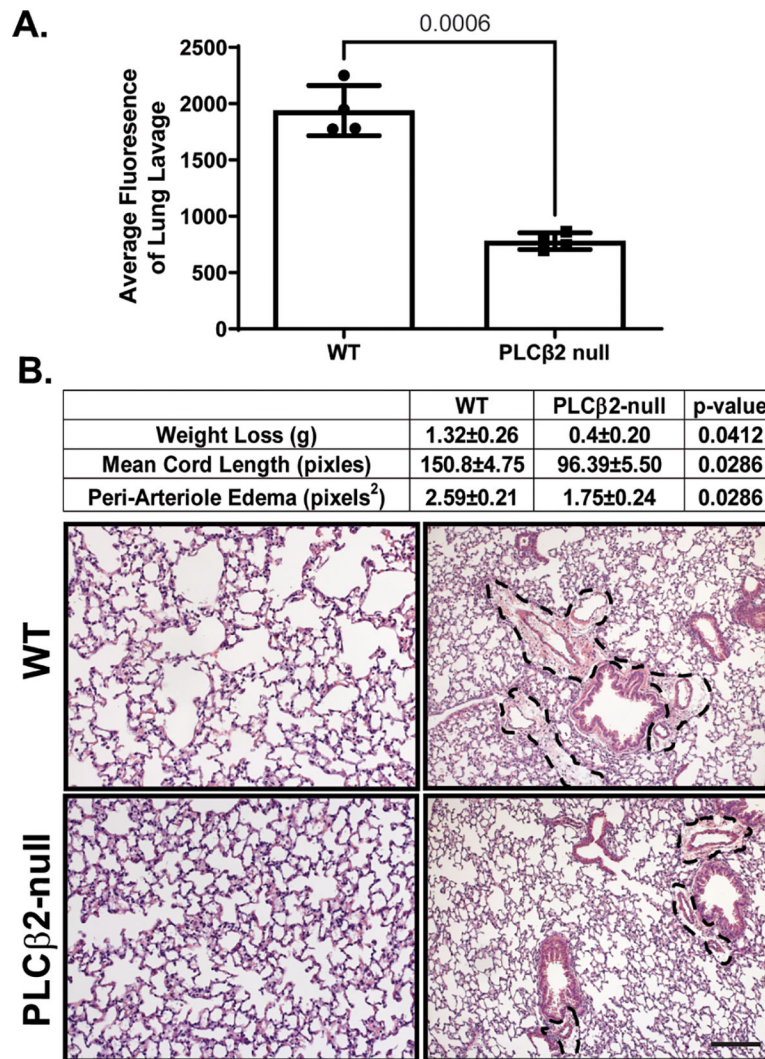 A.
0.0006
Average Fluoresence
of Lung Lavage
2500
2000
1500
1000
500
0
WT
PLCβ2 null
B.
WT PLCβ2-null p-value
Weight Loss (g) 1.32±0.26 0.4±0.20 0.0412
Mean Cord Length (pixles) 150.8±4.75 96.39±5.50 0.0286
Peri-Arteriole Edema (pixels²) 2.59±0.21 1.75±0.24 0.0286
WT
PLCβ2-null